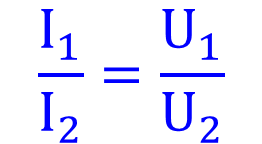 I₁/I₂ = U₁/U₂